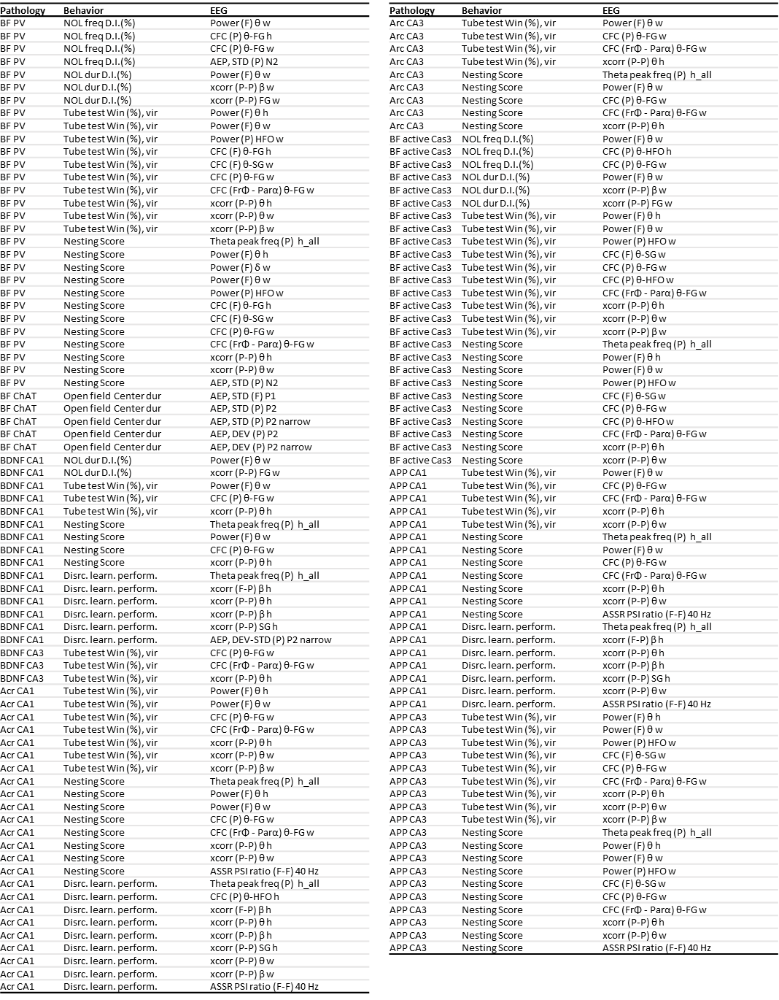 Pathology Behavior EEG
BF PV NOL freq D.I.(%) Power (F) θ w
BF PV NOL freq D.I.(%) CFC (P) θ-FG h
BF PV NOL freq D.I.(%) CFC (P) θ-FG w
BF PV NOL freq D.I.(%) AEP, STD (P) N2
BF PV NOL dur D.I.(%) Power (F) θ w
BF PV NOL dur D.I.(%) xcorr (P-P) β w
BF PV NOL dur D.I.(%) xcorr (P-P) FG w
BF PV Tube test Win (%), vir Power (F) θ h
BF PV Tube test Win (%), vir Power (F) θ w
BF PV Tube test Win (%), vir Power (P) HFO w
BF PV Tube test Win (%), vir CFC (F) θ-FG h
BF PV Tube test Win (%), vir CFC (F) θ-SG w
BF PV Tube test Win (%), vir CFC (P) θ-FG w
BF PV Tube test Win (%), vir CFC (FrΦ - Parα) θ-FG w
BF PV Tube test Win (%), vir xcorr (P-P) θ h
BF PV Tube test Win (%), vir xcorr (P-P) θ w
BF PV Tube test Win (%), vir xcorr (P-P) β w
BF PV Nesting Score Theta peak freq (P) h_all
BF PV Nesting Score Power (F) θ h
BF PV Nesting Score Power (F) δ w
BF PV Nesting Score Power (F) θ w
BF PV Nesting Score Power (P) HFO w
BF PV Nesting Score CFC (F) θ-FG h
BF PV Nesting Score CFC (F) θ-SG w
BF PV Nesting Score CFC (P) θ-FG w
BF PV Nesting Score CFC (FrΦ - Parα) θ-FG w
BF PV Nesting Score xcorr (P-P) θ h
BF PV Nesting Score xcorr (P-P) θ w
BF PV Nesting Score AEP, STD (P) N2
BF ChAT Open field Center dur AEP, STD (F) P1
BF ChAT Open field Center dur AEP, STD (P) P2
BF ChAT Open field Center dur AEP, STD (P) P2 narrow
BF ChAT Open field Center dur AEP, DEV (P) P2
BF ChAT Open field Center dur AEP, DEV (P) P2 narrow
BDNF CA1 NOL dur D.I.(%) Power (F) θ w
BDNF CA1 NOL dur D.I.(%) xcorr (P-P) FG w
BDNF CA1 Tube test Win (%), vir Power (F) θ w
BDNF CA1 Tube test Win (%), vir CFC (P) θ-FG w
BDNF CA1 Tube test Win (%), vir xcorr (P-P) θ h
BDNF CA1 Nesting Score Theta peak freq (P) h_all
BDNF CA1 Nesting Score Power (F) θ w
BDNF CA1 Nesting Score CFC (P) θ-FG w
BDNF CA1 Nesting Score xcorr (P-P) θ h
BDNF CA1 Disrc. learn. perform. Theta peak freq (P) h_all
BDNF CA1 Disrc. learn. perform. xcorr (F-P) β h
BDNF CA1 Disrc. learn. perform. xcorr (P-P) θ h
BDNF CA1 Disrc. learn. perform. xcorr (P-P) β h
BDNF CA1 Disrc. learn. perform. xcorr (P-P) SG h
BDNF CA1 Disrc. learn. perform. AEP, DEV-STD (P) P2 narrow
BDNF CA3 Tube test Win (%), vir CFC (P) θ-FG w
BDNF CA3 Tube test Win (%), vir CFC (FrΦ - Parα) θ-FG w
BDNF CA3 Tube test Win (%), vir xcorr (P-P) θ h
Acr CA1 Tube test Win (%), vir Power (F) θ h
Acr CA1 Tube test Win (%), vir Power (F) θ w
Acr CA1 Tube test Win (%), vir CFC (P) θ-FG w
Acr CA1 Tube test Win (%), vir CFC (FrΦ - Parα) θ-FG w
Acr CA1 Tube test Win (%), vir xcorr (P-P) θ h
Acr CA1 Tube test Win (%), vir xcorr (P-P) θ w
Acr CA1 Tube test Win (%), vir xcorr (P-P) β w
Acr CA1 Nesting Score Theta peak freq (P) h_all
Acr CA1 Nesting Score Power (F) θ h
Acr CA1 Nesting Score Power (F) θ w
Acr CA1 Nesting Score CFC (P) θ-FG w
Acr CA1 Nesting Score CFC (FrΦ - Parα) θ-FG w
Acr CA1 Nesting Score xcorr (P-P) θ h
Acr CA1 Nesting Score xcorr (P-P) θ w
Acr CA1 Nesting Score ASSR PSI ratio (F-F) 40 Hz
Acr CA1 Disrc. learn. perform. Theta peak freq (P) h_all
Acr CA1 Disrc. learn. perform. CFC (P) θ-HFO h
Acr CA1 Disrc. learn. perform. xcorr (F-P) β h
Acr CA1 Disrc. learn. perform. xcorr (P-P) θ h
Acr CA1 Disrc. learn. perform. xcorr (P-P) β h
Acr CA1 Disrc. learn. perform. xcorr (P-P) SG h
Acr CA1 Disrc. learn. perform. xcorr (P-P) θ w
Acr CA1 Disrc. learn. perform. xcorr (P-P) β w
Acr CA1 Disrc. learn. perform. ASSR PSI ratio (F-F) 40 Hz
Pathology Behavior EEG
Arc CA3 Tube test Win (%), vir Power (F) θ w
Arc CA3 Tube test Win (%), vir CFC (P) θ-FG w
Arc CA3 Tube test Win (%), vir CFC (FrΦ - Parα) θ-FG w
Arc CA3 Tube test Win (%), vir xcorr (P-P) θ h
Arc CA3 Nesting Score Theta peak freq (P) h_all
Arc CA3 Nesting Score Power (F) θ w
Arc CA3 Nesting Score CFC (P) θ-FG w
Arc CA3 Nesting Score CFC (FrΦ - Parα) θ-FG w
Arc CA3 Nesting Score xcorr (P-P) θ h
BF active Cas3 NOL freq D.I.(%) Power (F) θ w
BF active Cas3 NOL freq D.I.(%) CFC (P) θ-HFO h
BF active Cas3 NOL freq D.I.(%) CFC (P) θ-FG w
BF active Cas3 NOL dur D.I.(%) Power (F) θ w
BF active Cas3 NOL dur D.I.(%) xcorr (P-P) β w
BF active Cas3 NOL dur D.I.(%) xcorr (P-P) FG w
BF active Cas3 Tube test Win (%), vir Power (F) θ h
BF active Cas3 Tube test Win (%), vir Power (F) θ w
BF active Cas3 Tube test Win (%), vir Power (P) HFO w
BF active Cas3 Tube test Win (%), vir CFC (F) θ-SG w
BF active Cas3 Tube test Win (%), vir CFC (P) θ-FG w
BF active Cas3 Tube test Win (%), vir CFC (P) θ-HFO w
BF active Cas3 Tube test Win (%), vir CFC (FrΦ - Parα) θ-FG w
BF active Cas3 Tube test Win (%), vir xcorr (P-P) θ h
BF active Cas3 Tube test Win (%), vir xcorr (P-P) θ w
BF active Cas3 Tube test Win (%), vir xcorr (P-P) β w
BF active Cas3 Nesting Score Theta peak freq (P) h_all
BF active Cas3 Nesting Score Power (F) θ h
BF active Cas3 Nesting Score Power (F) θ w
BF active Cas3 Nesting Score Power (P) HFO w
BF active Cas3 Nesting Score CFC (F) θ-SG w
BF active Cas3 Nesting Score CFC (P) θ-FG w
BF active Cas3 Nesting Score CFC (P) θ-HFO w
BF active Cas3 Nesting Score CFC (FrΦ - Parα) θ-FG w
BF active Cas3 Nesting Score xcorr (P-P) θ h
BF active Cas3 Nesting Score xcorr (P-P) θ w
APP CA1 Tube test Win (%), vir Power (F) θ w
APP CA1 Tube test Win (%), vir CFC (P) θ-FG w
APP CA1 Tube test Win (%), vir CFC (FrΦ - Parα) θ-FG w
APP CA1 Tube test Win (%), vir xcorr (P-P) θ h
APP CA1 Tube test Win (%), vir xcorr (P-P) θ w
APP CA1 Nesting Score Theta peak freq (P) h_all
APP CA1 Nesting Score Power (F) θ w
APP CA1 Nesting Score CFC (P) θ-FG w
APP CA1 Nesting Score CFC (FrΦ - Parα) θ-FG w
APP CA1 Nesting Score xcorr (P-P) θ h
APP CA1 Nesting Score xcorr (P-P) θ w
APP CA1 Nesting Score ASSR PSI ratio (F-F) 40 Hz
APP CA1 Disrc. learn. perform. Theta peak freq (P) h_all
APP CA1 Disrc. learn. perform. xcorr (F-P) β h
APP CA1 Disrc. learn. perform. xcorr (P-P) θ h
APP CA1 Disrc. learn. perform. xcorr (P-P) β h
APP CA1 Disrc. learn. perform. xcorr (P-P) SG h
APP CA1 Disrc. learn. perform. xcorr (P-P) θ w
APP CA1 Disrc. learn. perform. ASSR PSI ratio (F-F) 40 Hz
APP CA3 Tube test Win (%), vir Power (F) θ h
APP CA3 Tube test Win (%), vir Power (F) θ w
APP CA3 Tube test Win (%), vir Power (P) HFO w
APP CA3 Tube test Win (%), vir CFC (F) θ-SG w
APP CA3 Tube test Win (%), vir CFC (P) θ-FG w
APP CA3 Tube test Win (%), vir CFC (FrΦ - Parα) θ-FG w
APP CA3 Tube test Win (%), vir xcorr (P-P) θ h
APP CA3 Tube test Win (%), vir xcorr (P-P) θ w
APP CA3 Tube test Win (%), vir xcorr (P-P) β w
APP CA3 Nesting Score Theta peak freq (P) h_all
APP CA3 Nesting Score Power (F) θ h
APP CA3 Nesting Score Power (F) θ w
APP CA3 Nesting Score Power (P) HFO w
APP CA3 Nesting Score CFC (F) θ-SG w
APP CA3 Nesting Score CFC (P) θ-FG w
APP CA3 Nesting Score CFC (FrΦ - Parα) θ-FG w
APP CA3 Nesting Score xcorr (P-P) θ h
APP CA3 Nesting Score xcorr (P-P) θ w
APP CA3 Nesting Score ASSR PSI ratio (F-F) 40 Hz